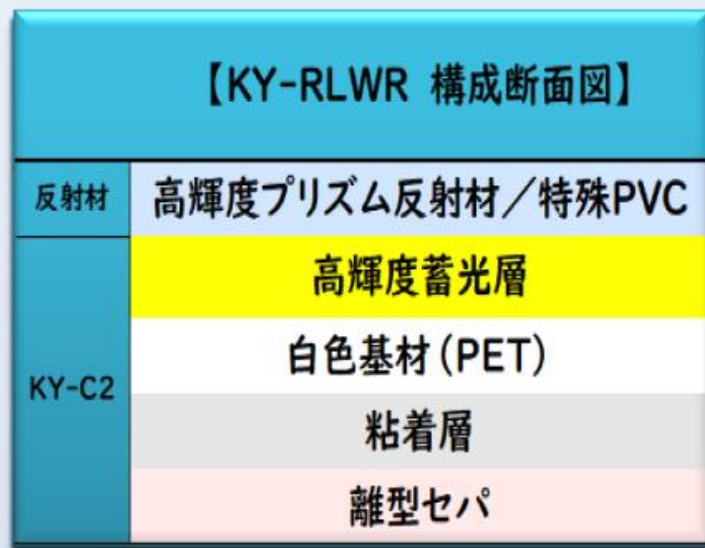 【KY-RLWR 構成断面図】
反射材 高輝度プリズム反射材／特殊PVC
高輝度蓄光層
白色基材(PET)
KY-C2
粘着層
離型セパ